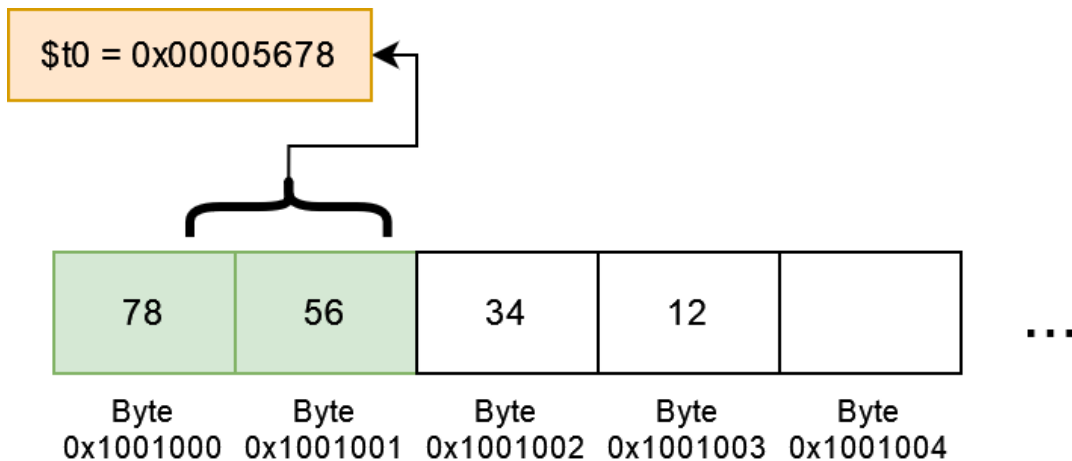 $t0 = 0x00005678
78 56 34 12
...
Byte Byte Byte Byte Byte
0x1001000 0x1001001 0x1001002 0x1001003 0x1001004